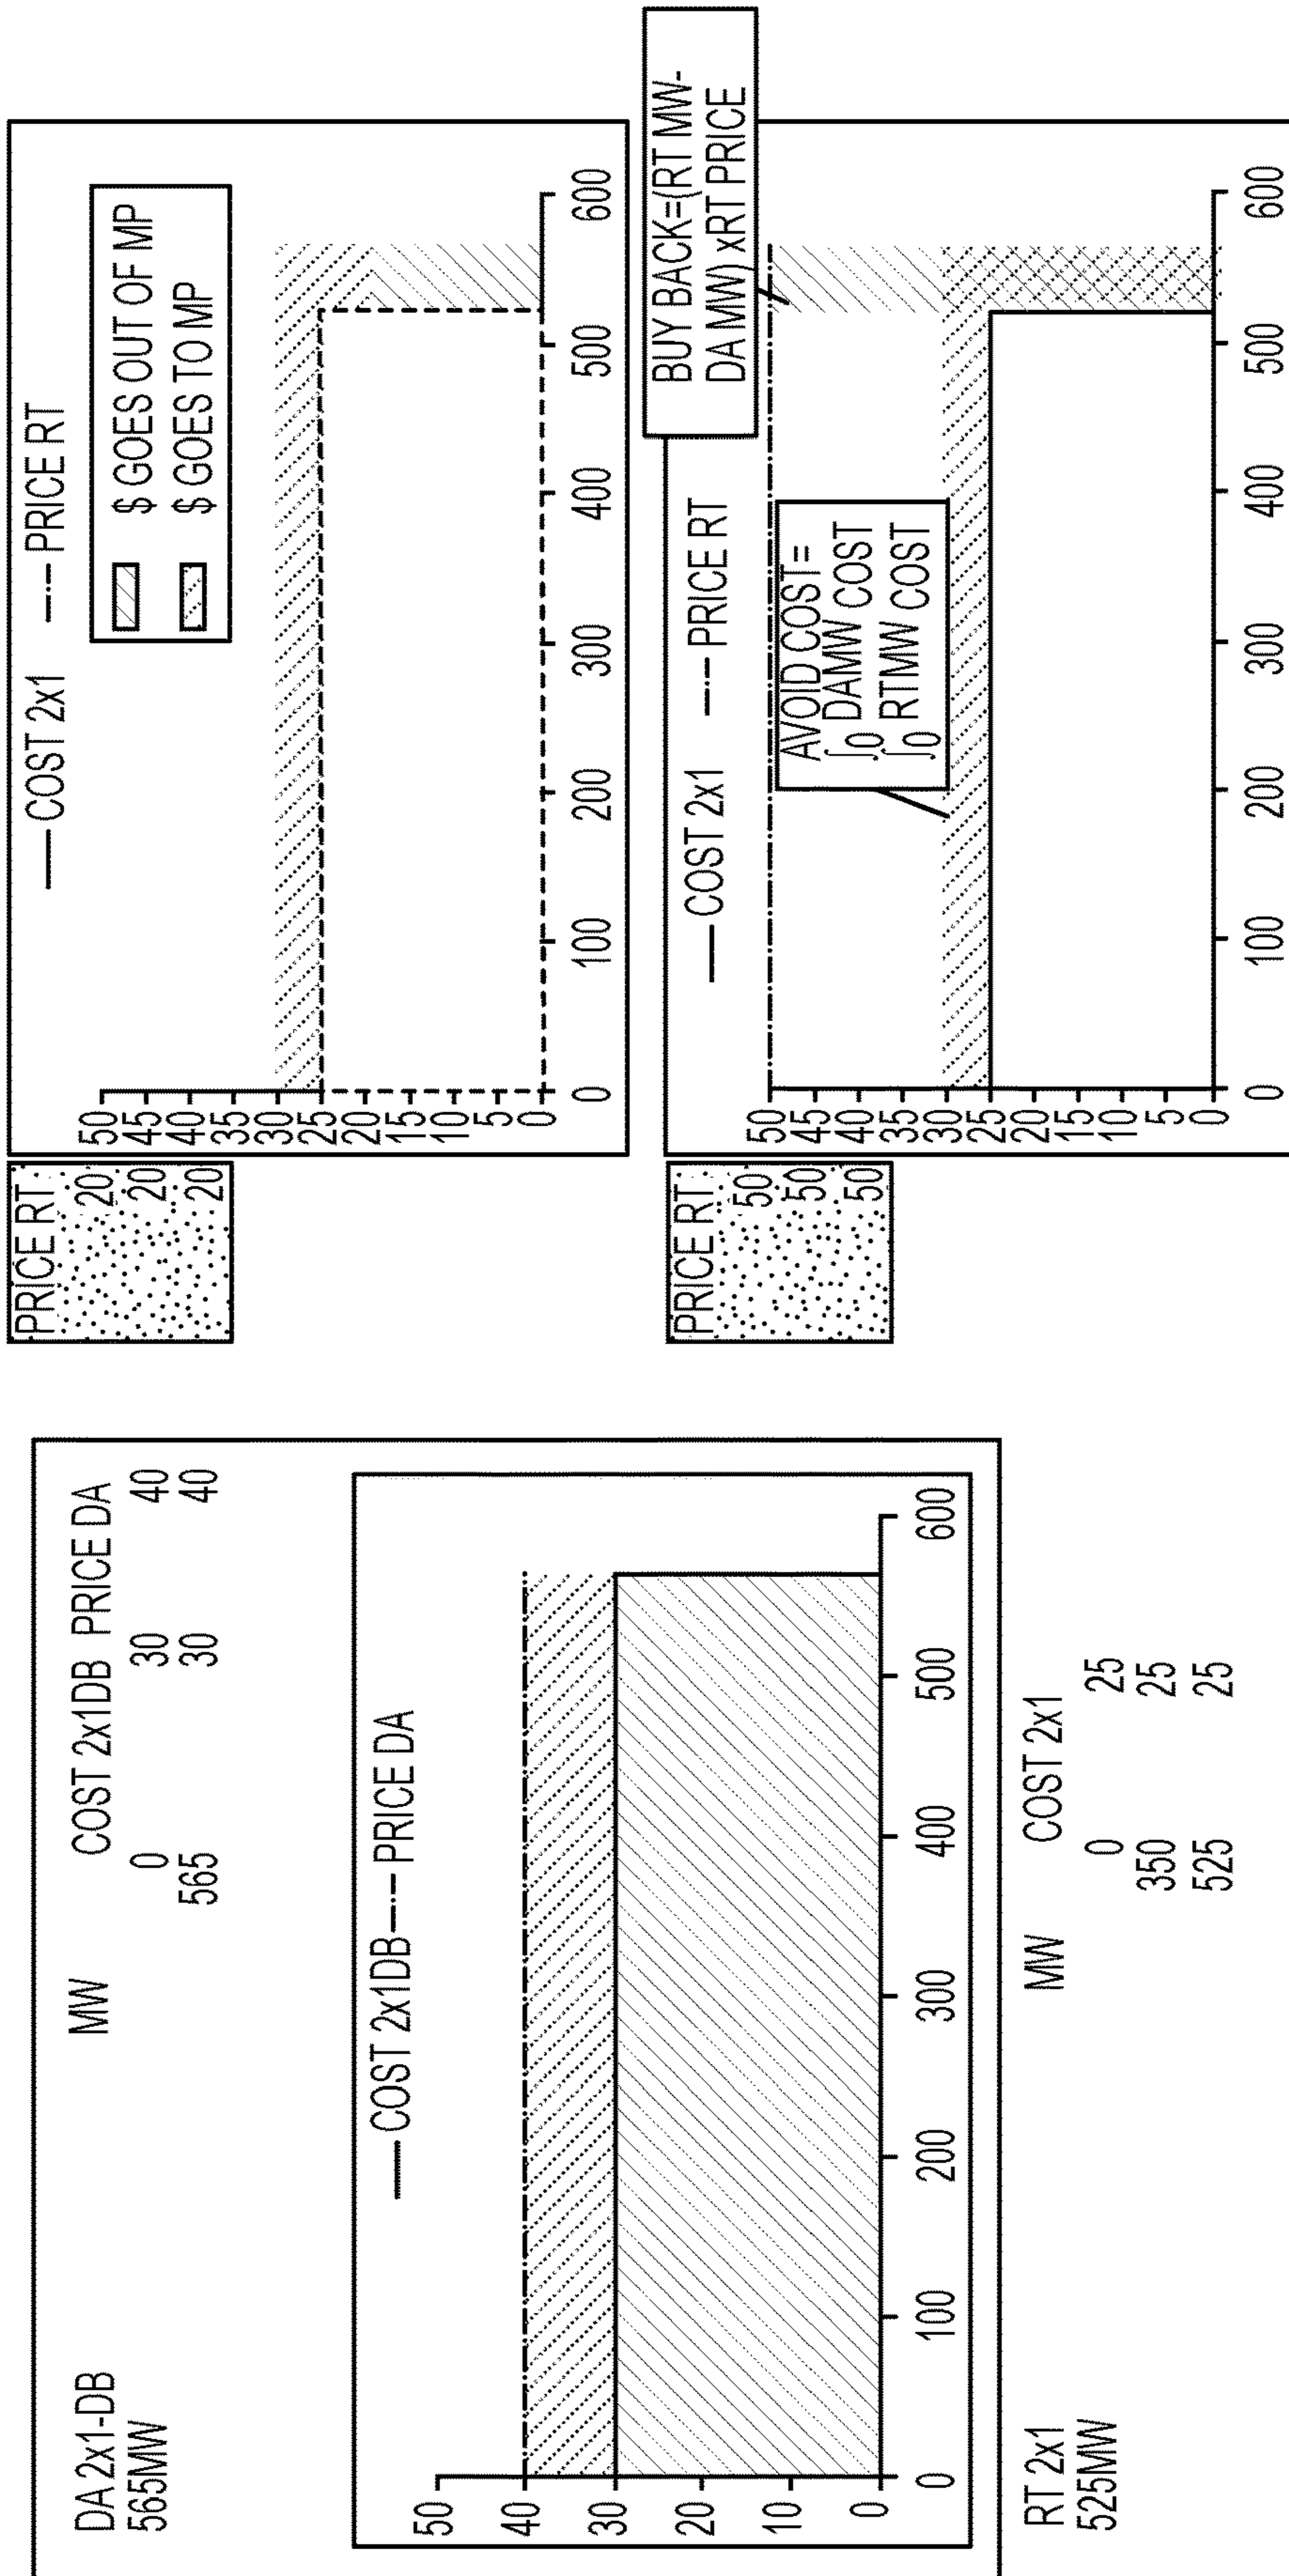 DA 2x1-DB
565MW
MW COST 2x1DB PRICE DA
0 30 40
565 30 40
COST 2x1DB PRICE DA
50
40
30
20
10
0
0 100 200 300 400 500 600
RT 2x1
525MW
MW COST 2x1
0 25
350 25
525 25
PRICE RT
20
20
20
COST 2x1 PRICE RT
$ GOES OUT OF MP
$ GOES TO MP
50
45
40
35
30
25
20
15
10
5
0
0 100 200 300 400 500 600
PRICE RT
50
50
50
COST 2x1 PRICE RT
BUY BACK=(RT MW-
DA MW) xRT PRICE
AVOID COST=
∫0 DAMW COST
∫0 RTMW COST
50
45
40
35
30
25
20
15
10
5
0
0 100 200 300 400 500 600